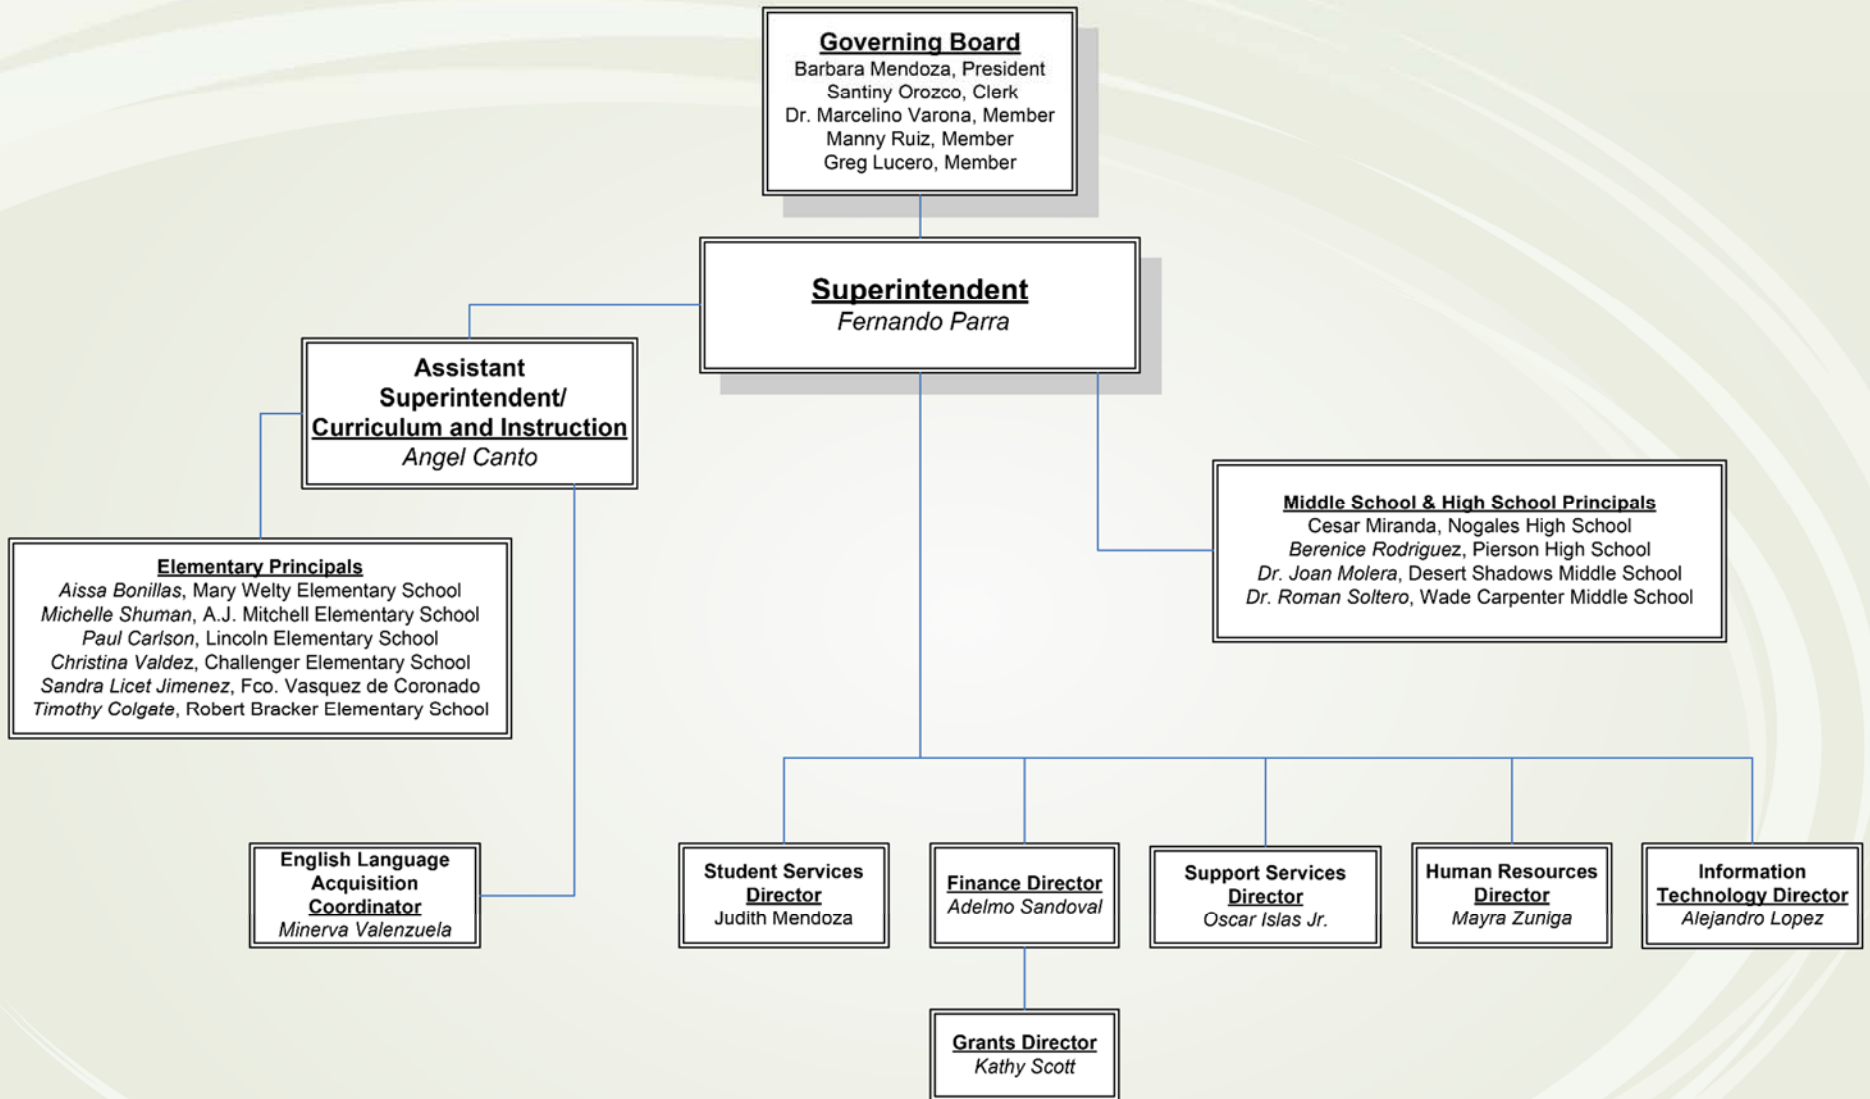 Governing Board
Barbara Mendoza, President
Santiny Orozco, Clerk
Dr. Marcelino Varona, Member
Manny Ruiz, Member
Greg Lucero, Member
Superintendent
Fernando Parra
Assistant
Superintendent/
Curriculum and Instruction
Angel Canto
Middle School & High School Principals
Cesar Miranda, Nogales High School
Berenice Rodriguez, Pierson High School
Dr. Joan Molera, Desert Shadows Middle School
Dr. Roman Soltero, Wade Carpenter Middle School
Elementary Principals
Aissa Bonillas, Mary Welty Elementary School
Michelle Shuman, A.J. Mitchell Elementary School
Paul Carlson, Lincoln Elementary School
Christina Valdez, Challenger Elementary School
Sandra Licet Jimenez, Fco. Vasquez de Coronado
Timothy Colgate, Robert Bracker Elementary School
English Language
Acquisition
Coordinator
Minerva Valenzuela
Student Services
Director
Judith Mendoza
Finance Director
Adelmo Sandoval
Support Services
Director
Oscar Islas Jr.
Human Resources
Director
Mayra Zuniga
Information
Technology Director
Alejandro Lopez
Grants Director
Kathy Scott